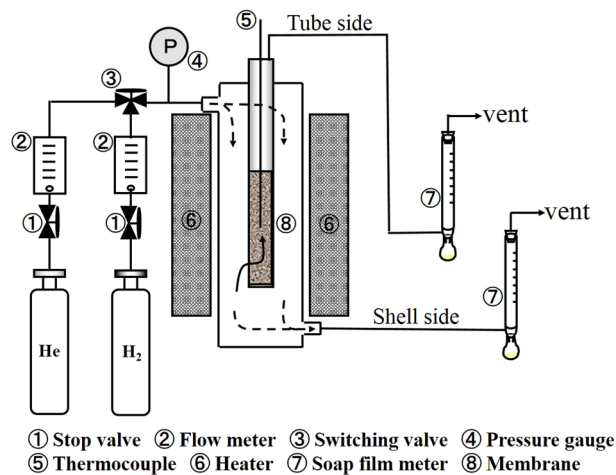 ⑤
Tube side
P
③
④
vent
②
②
vent
⑦
①
①
⑥
⑧
⑥
⑦
Shell side
He
H₂
① Stop valve ② Flow meter ③ Switching valve ④ Pressure gauge
⑤ Thermocouple ⑥ Heater ⑦ Soap film meter ⑧ Membrane